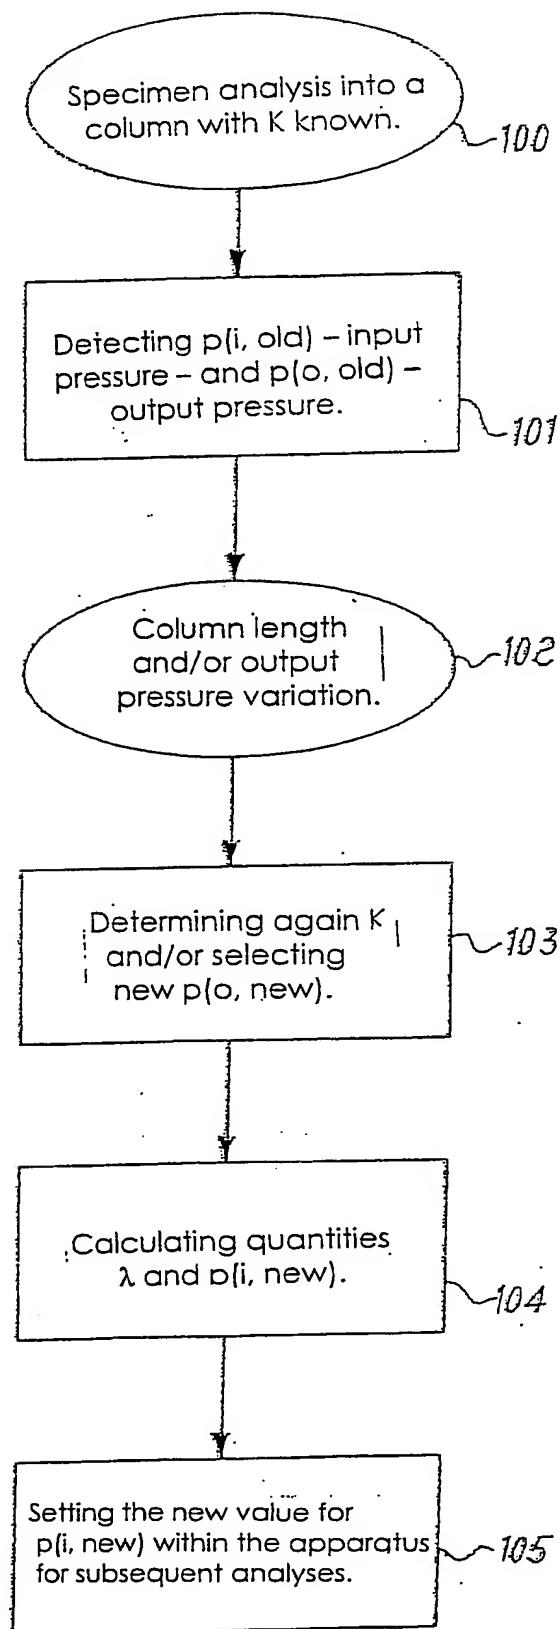 Specimen analysis into a
column with K known.
100
Detecting p(i, old) – input
pressure – and p(o, old) –
output pressure.
101
Column length
and/or output
pressure variation.
102
Determining again K
and/or selecting
new p(o, new).
103
Calculating quantities
λ and p(i, new).
104
Setting the new value for
p(i, new) within the apparatus
for subsequent analyses.
105